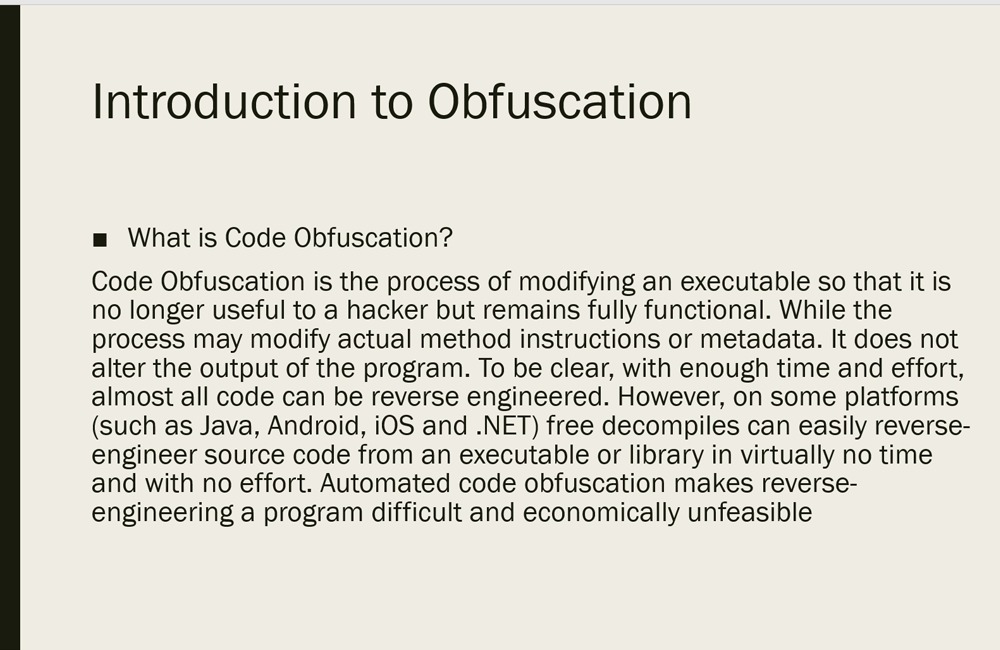 Introduction to Obfuscation
■ What is Code Obfuscation?
Code Obfuscation is the process of modifying an executable so that it is
no longer useful to a hacker but remains fully functional. While the
process may modify actual method instructions or metadata. It does not
alter the output of the program. To be clear, with enough time and effort,
almost all code can be reverse engineered. However, on some platforms
(such as Java, Android, iOS and .NET) free decompiles can easily reverse-
engineer source code from an executable or library in virtually no time
and with no effort. Automated code obfuscation makes reverse-
engineering a program difficult and economically unfeasible